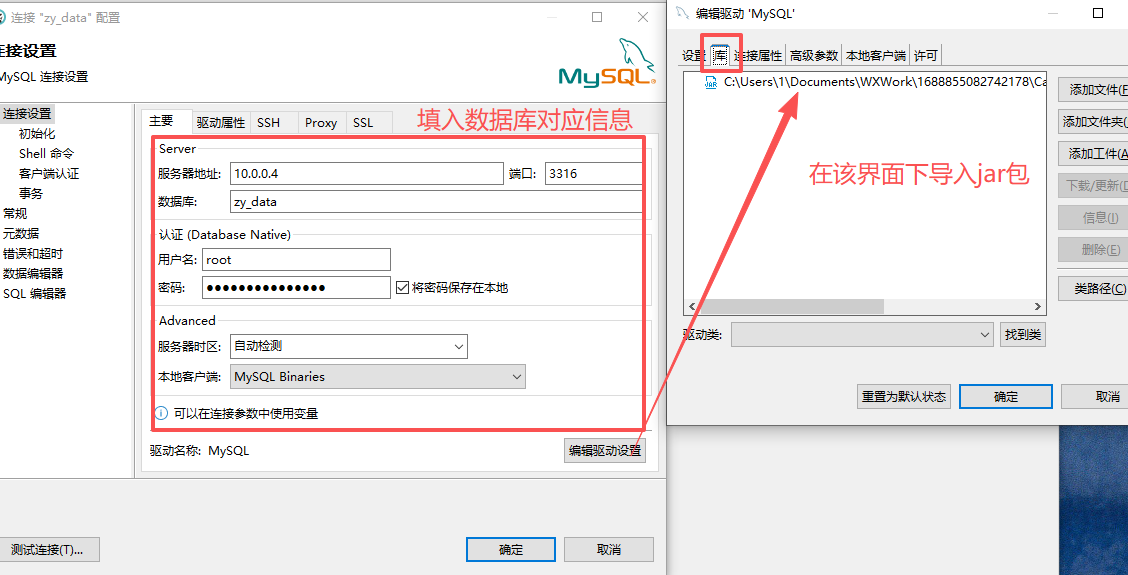 连接 "zy_data" 配置
连接设置
MySQL 连接设置
MySQL
连接设置
初始化
Shell 命令
客户端认证
事务
常规
元数据
错误和超时
数据编辑器
SQL 编辑器
主要
驱动属性
SSH
Proxy
SSL
填入数据库对应信息
Server
服务器地址: 10.0.0.4
端口: 3316
数据库: zy_data
认证 (Database Native)
用户名: root
密码: ●●●●●●●●●●●●●●●
将密码保存在本地
Advanced
服务器时区: 自动检测
本地客户端: MySQL Binaries
可以在连接参数中使用变量
驱动名称: MySQL
编辑驱动设置
测试连接(T)...
确定
取消
编辑驱动 'MySQL'
设置
库
连接属性
高级参数
本地客户端
许可
C:\Users\1\Documents\WXWork\1688855082742178\Ca
在该界面下导入jar包
添加文件(F
添加文件夹(
添加工件(A
下载/更新(D
信息(I)
删除(E)
类路径(C)
驱动类:
找到类
重置为默认状态
确定
取消